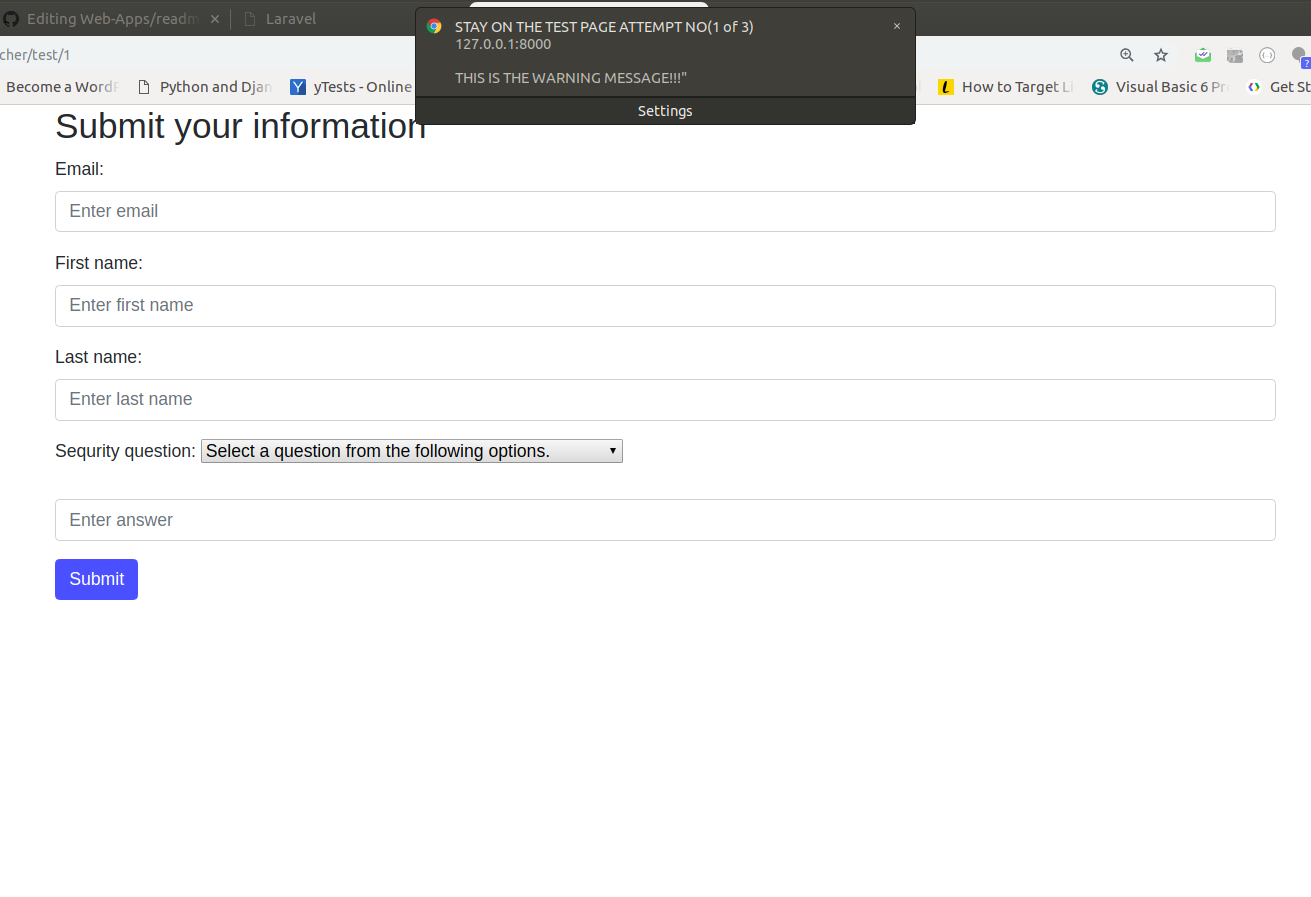 Editing Web-Apps/readm × Laravel
STAY ON THE TEST PAGE ATTEMPT NO(1 of 3) ×
127.0.0.1:8000
THIS IS THE WARNING MESSAGE!!!"
Settings
cher/test/1
Become a Word Python and Djan yTests - Online How to Target Li Visual Basic 6 Pr Get St
Submit your information
Email:
Enter email
First name:
Enter first name
Last name:
Enter last name
Sequrity question: Select a question from the following options.
Enter answer
Submit